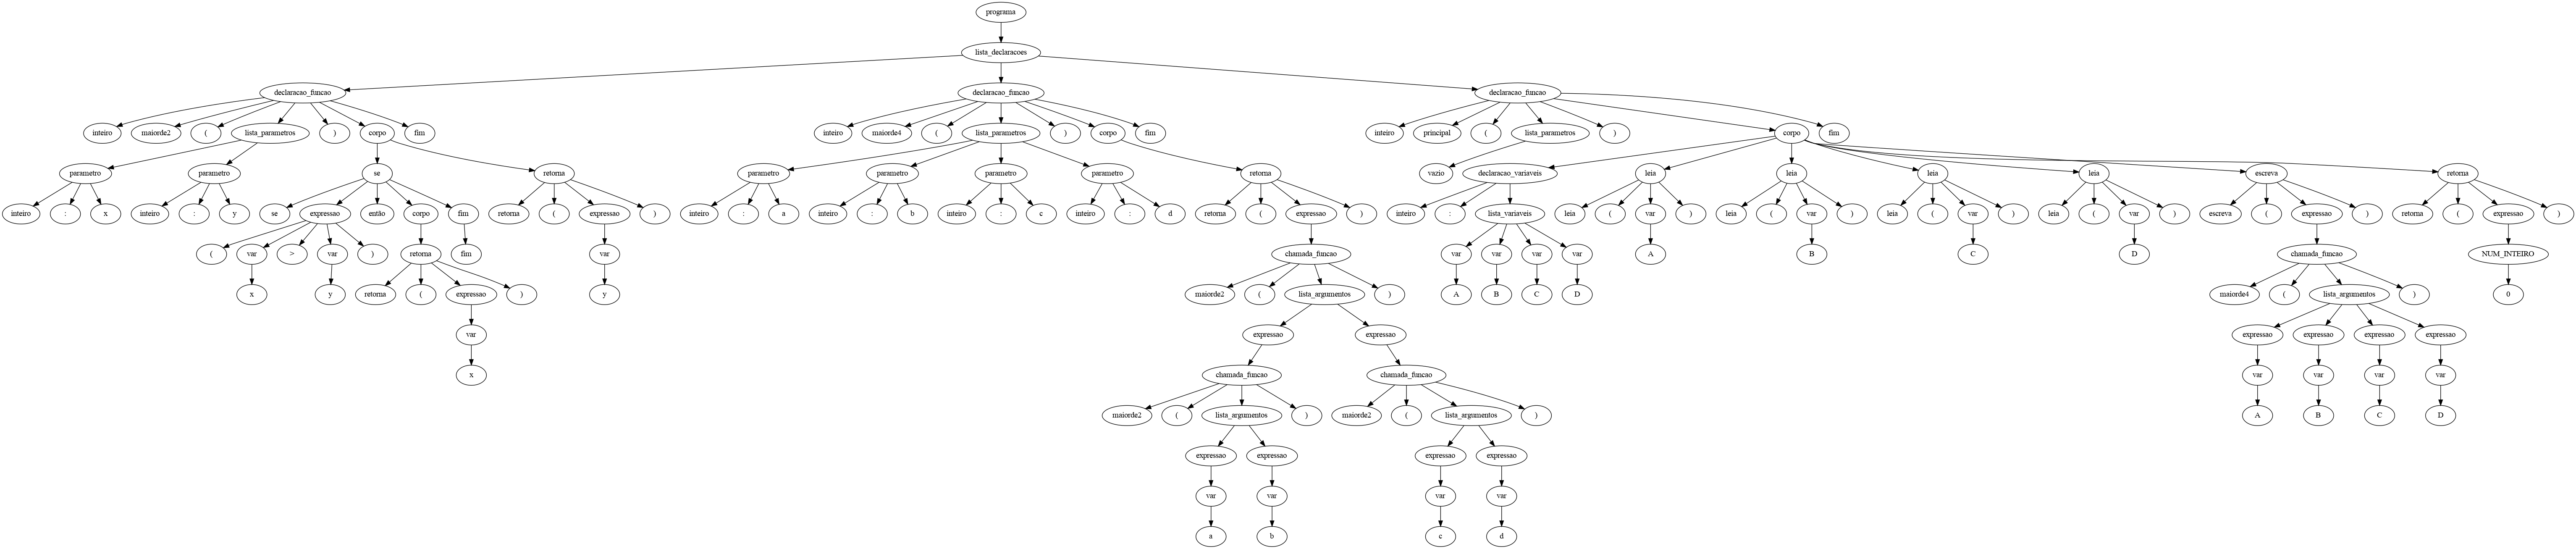 programa
lista_declaracoes
declaracao_funcao declaracao_funcao declaracao_funcao
inteiro maiorde2 ( lista_parametros ) corpo fim inteiro maiorde4 ( lista_parametros ) corpo fim inteiro principal ( lista_parametros ) corpo fim
parametro parametro se retorna parametro parametro parametro parametro retorna vazio declaracao_variaveis leia leia leia leia escreva retorna
inteiro : x inteiro : y se expressao então corpo fim retorna ( expressao ) inteiro : a inteiro : b inteiro : c inteiro : d retorna ( expressao ) inteiro : lista_variaveis leia ( var ) leia ( var ) leia ( var ) leia ( var ) escreva ( expressao ) retorna ( expressao )
( var > var ) retorna fim var chamada_funcao var var var var A B C D chamada_funcao NUM_INTEIRO
x y retorna ( expressao ) y maiorde2 ( lista_argumentos ) A B C D maiorde4 ( lista_argumentos ) 0
var expressao expressao expressao expressao expressao expressao
x chamada_funcao chamada_funcao var var var var
maiorde2 ( lista_argumentos ) maiorde2 ( lista_argumentos ) A B C D
expressao expressao expressao expressao
var var var var
a b c d